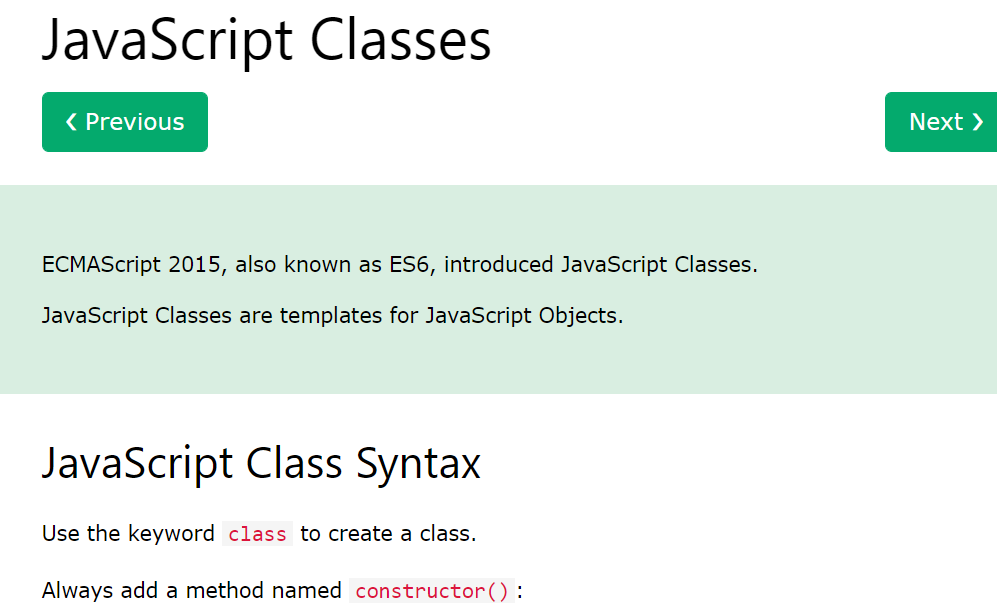 JavaScript Classes
❮ Previous
Next ❯
ECMAScript 2015, also known as ES6, introduced JavaScript Classes.
JavaScript Classes are templates for JavaScript Objects.
JavaScript Class Syntax
Use the keyword class to create a class.
Always add a method named constructor():